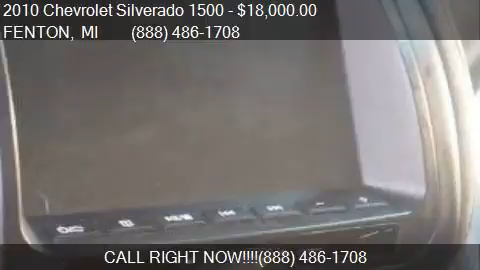 2010 Chevrolet Silverado 1500 - $18,000.00
FENTON, MI (888) 486-1708
CALL RIGHT NOW!!!!(888) 486-1708